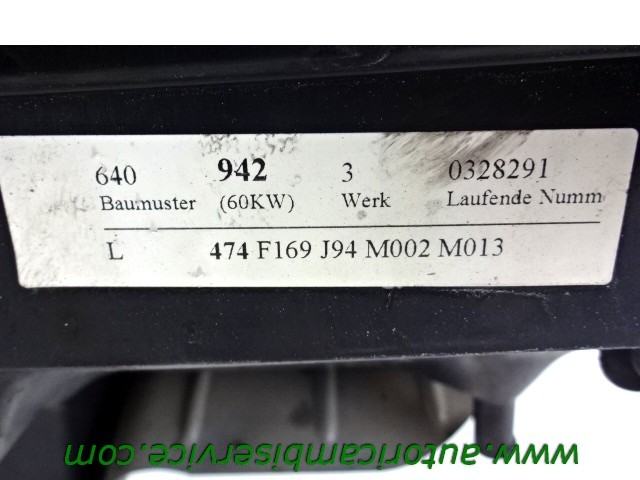 640 942 3 0328291
Baumuster (60KW) Werk Laufende Numm
L 474 F169 J94 M002 M013
www.autoricambiservice.com